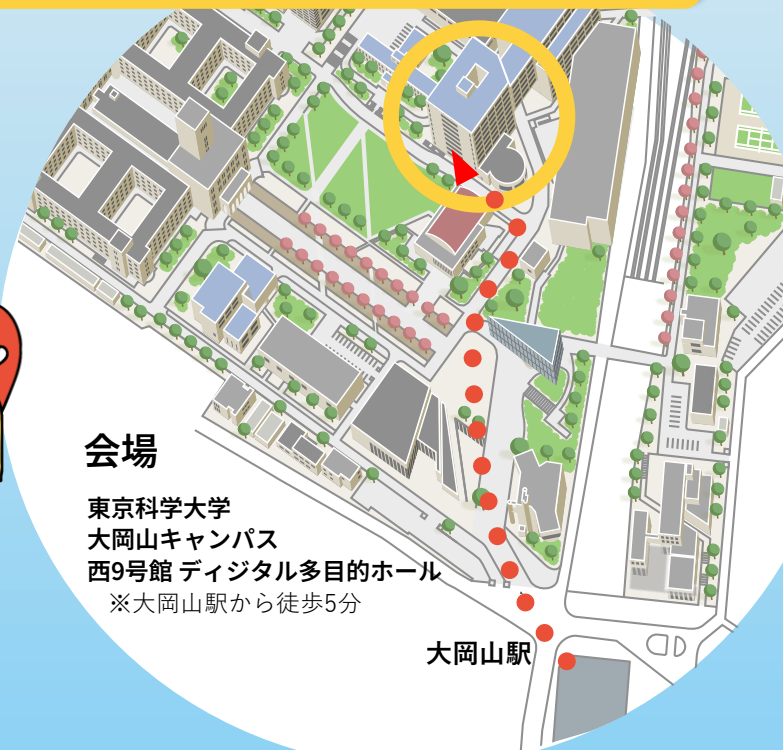 会場
東京科学大学
大岡山キャンパス
西9号館 ディジタル多目的ホール
※大岡山駅から徒歩5分
大岡山駅